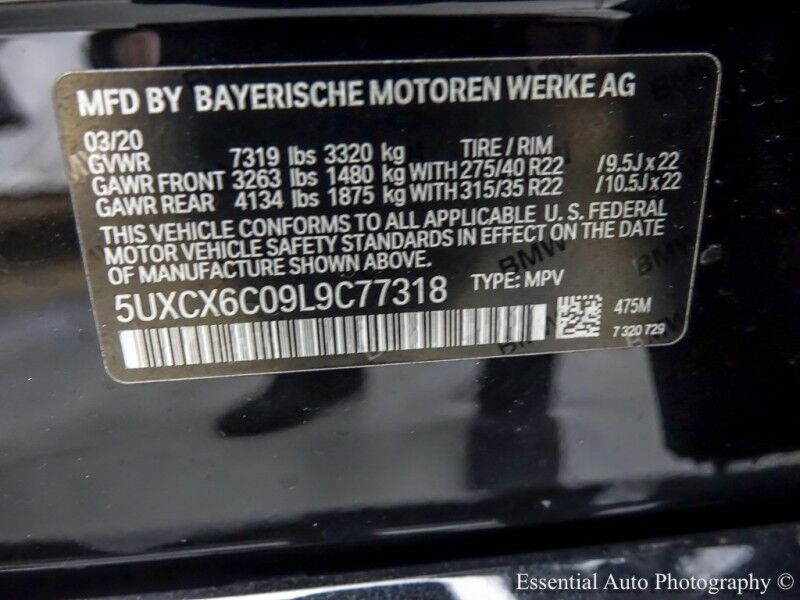 MFD BY BAYERISCHE MOTOREN WERKE AG
03/20 TIRE / RIM
GVWR 7319 lbs 3320 kg
GAWR FRONT 3263 lbs 1480 kg WITH 275/40 R22 /9.5J x 22
GAWR REAR 4134 lbs 1875 kg WITH 315/35 R22 /10.5J x 22
THIS VEHICLE CONFORMS TO ALL APPLICABLE U. S. FEDERAL
MOTOR VEHICLE SAFETY STANDARDS IN EFFECT ON THE DATE
OF MANUFACTURE SHOWN ABOVE.
5UXCX6C09L9C77318 TYPE: MPV
475M
7 320 729
Essential Auto Photography ©